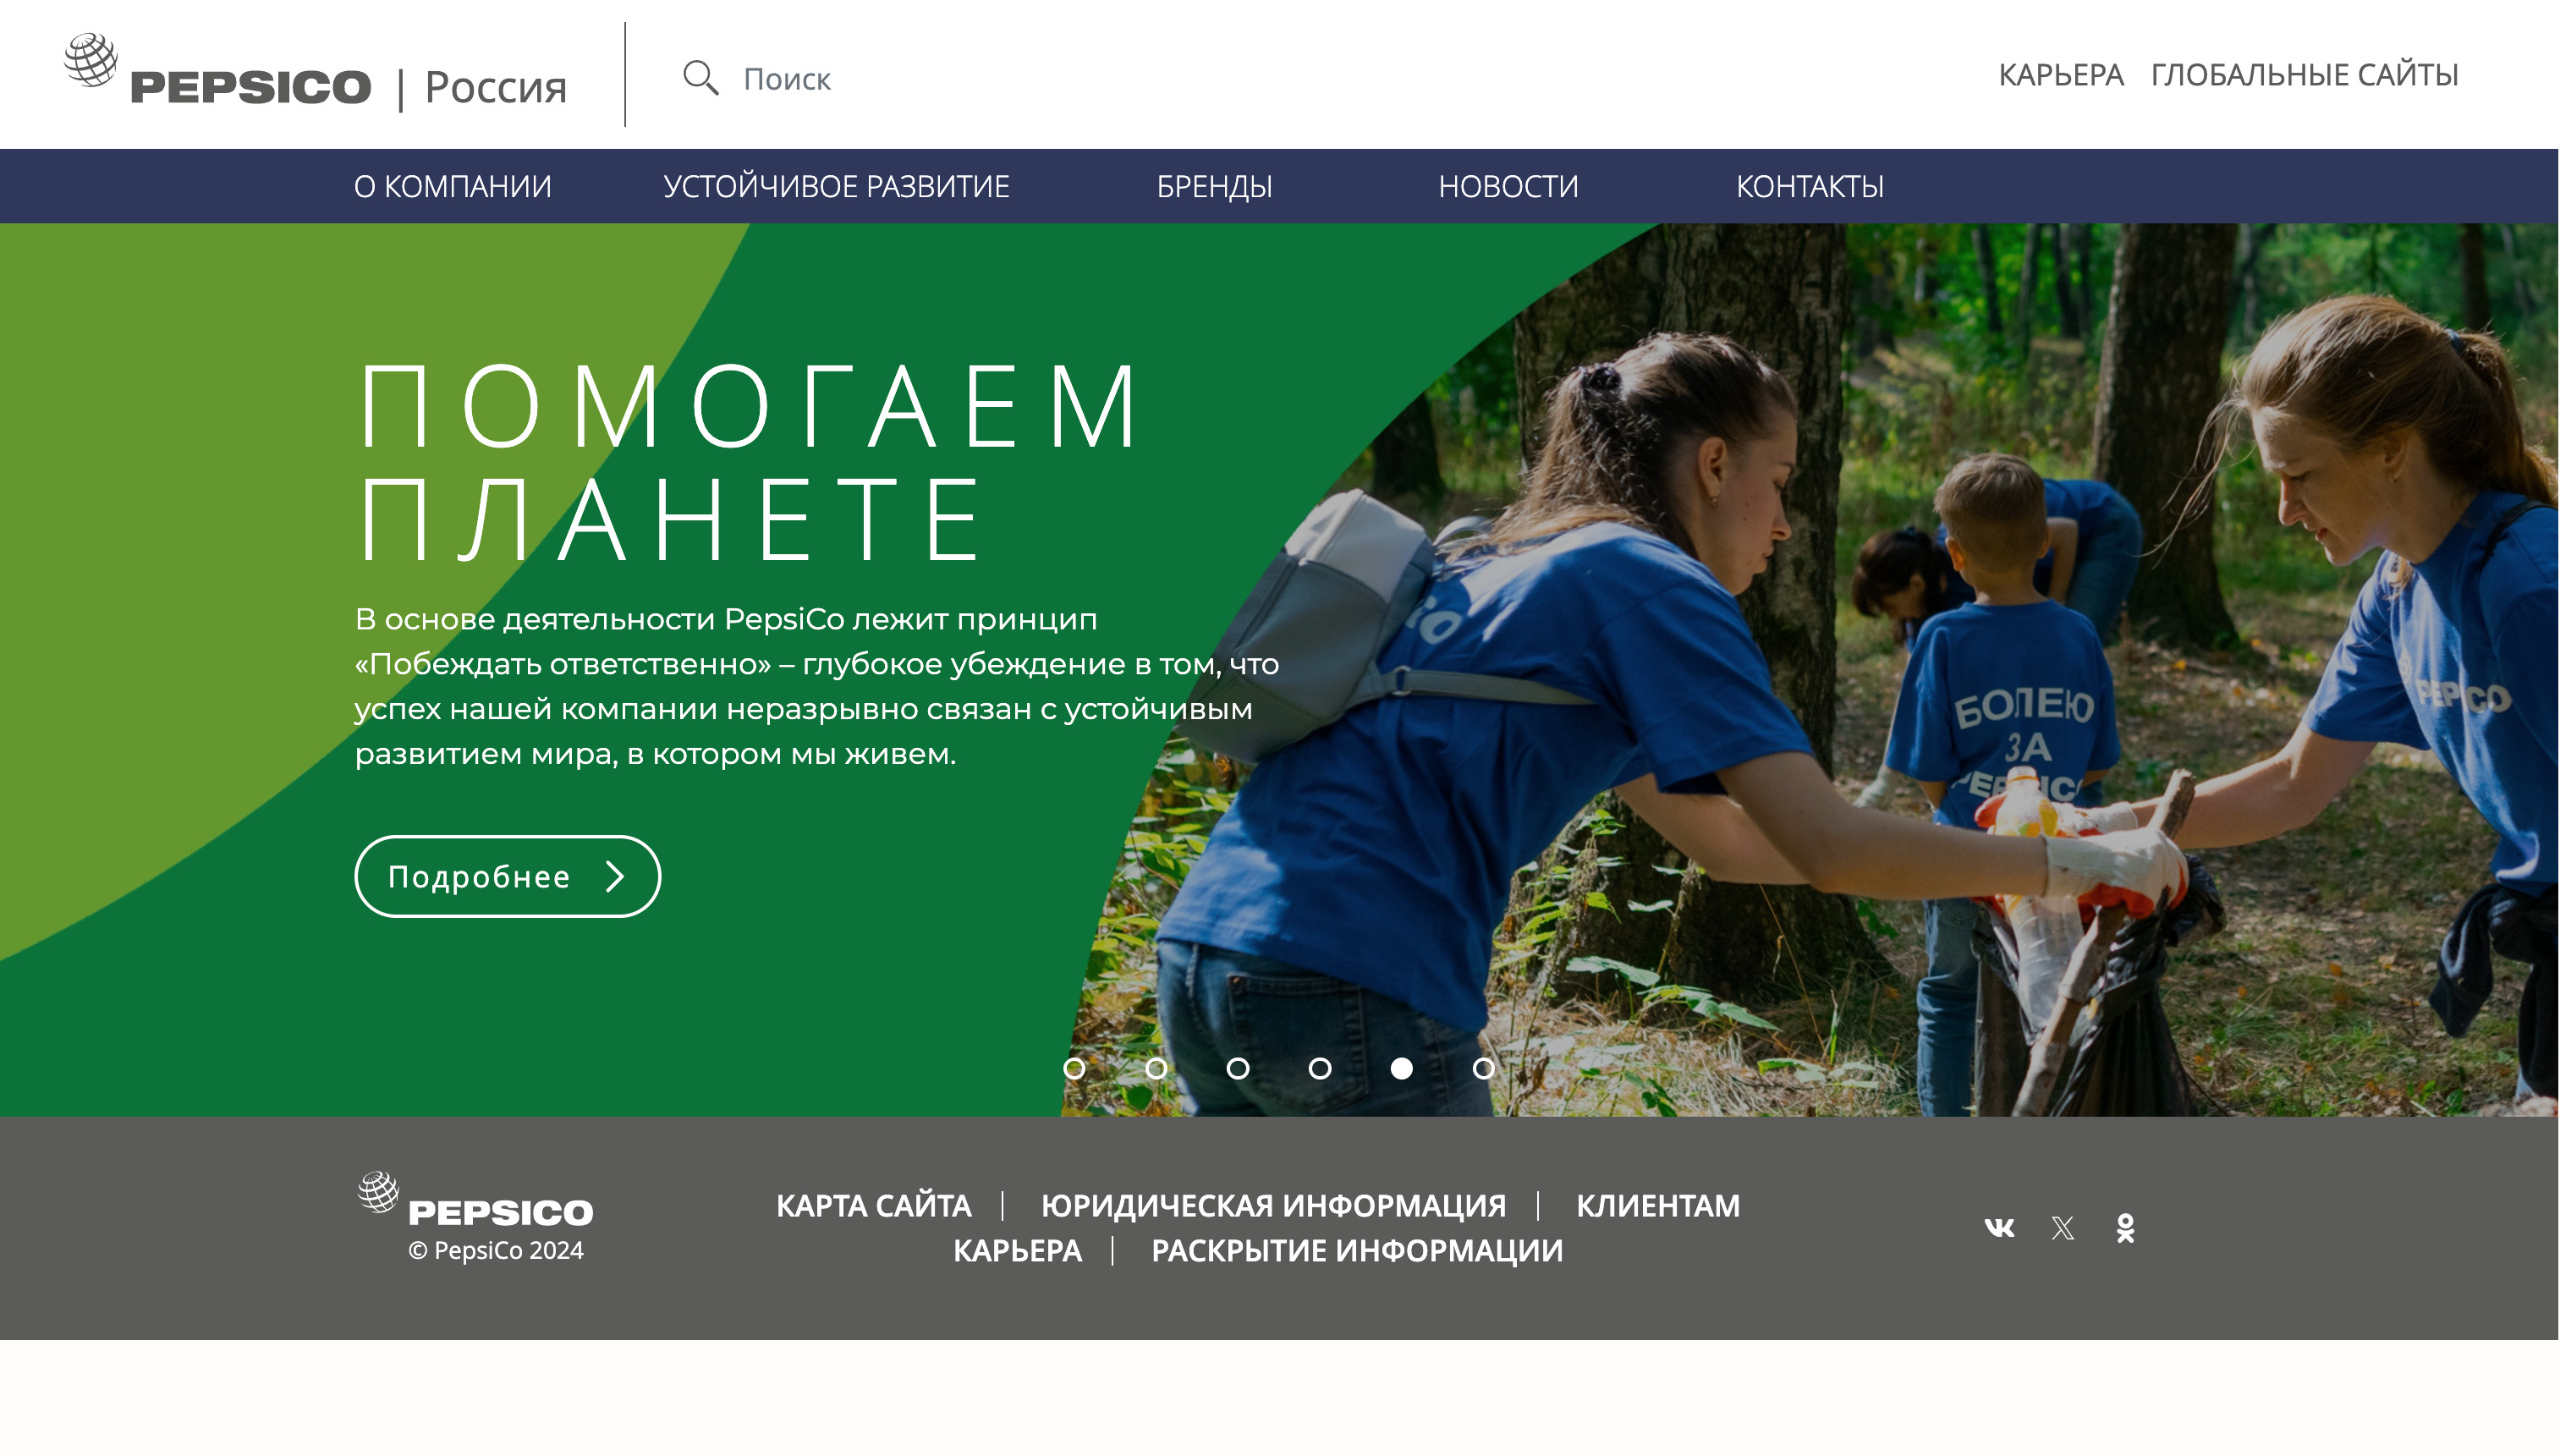 PEPSICO | Россия
Поиск
КАРЬЕРА ГЛОБАЛЬНЫЕ САЙТЫ
О КОМПАНИИ УСТОЙЧИВОЕ РАЗВИТИЕ БРЕНДЫ НОВОСТИ КОНТАКТЫ
ПОМОГАЕМ
ПЛАНЕТЕ
В основе деятельности PepsiCo лежит принцип
«Побеждать ответственно» – глубокое убеждение в том, что
успех нашей компании неразрывно связан с устойчивым
развитием мира, в котором мы живем.
Подробнее
БОЛЕЮ
ЗА
PEPSICO
PEPSICO
© PepsiCo 2024
КАРТА САЙТА | ЮРИДИЧЕСКАЯ ИНФОРМАЦИЯ | КЛИЕНТАМ
КАРЬЕРА | РАСКРЫТИЕ ИНФОРМАЦИИ